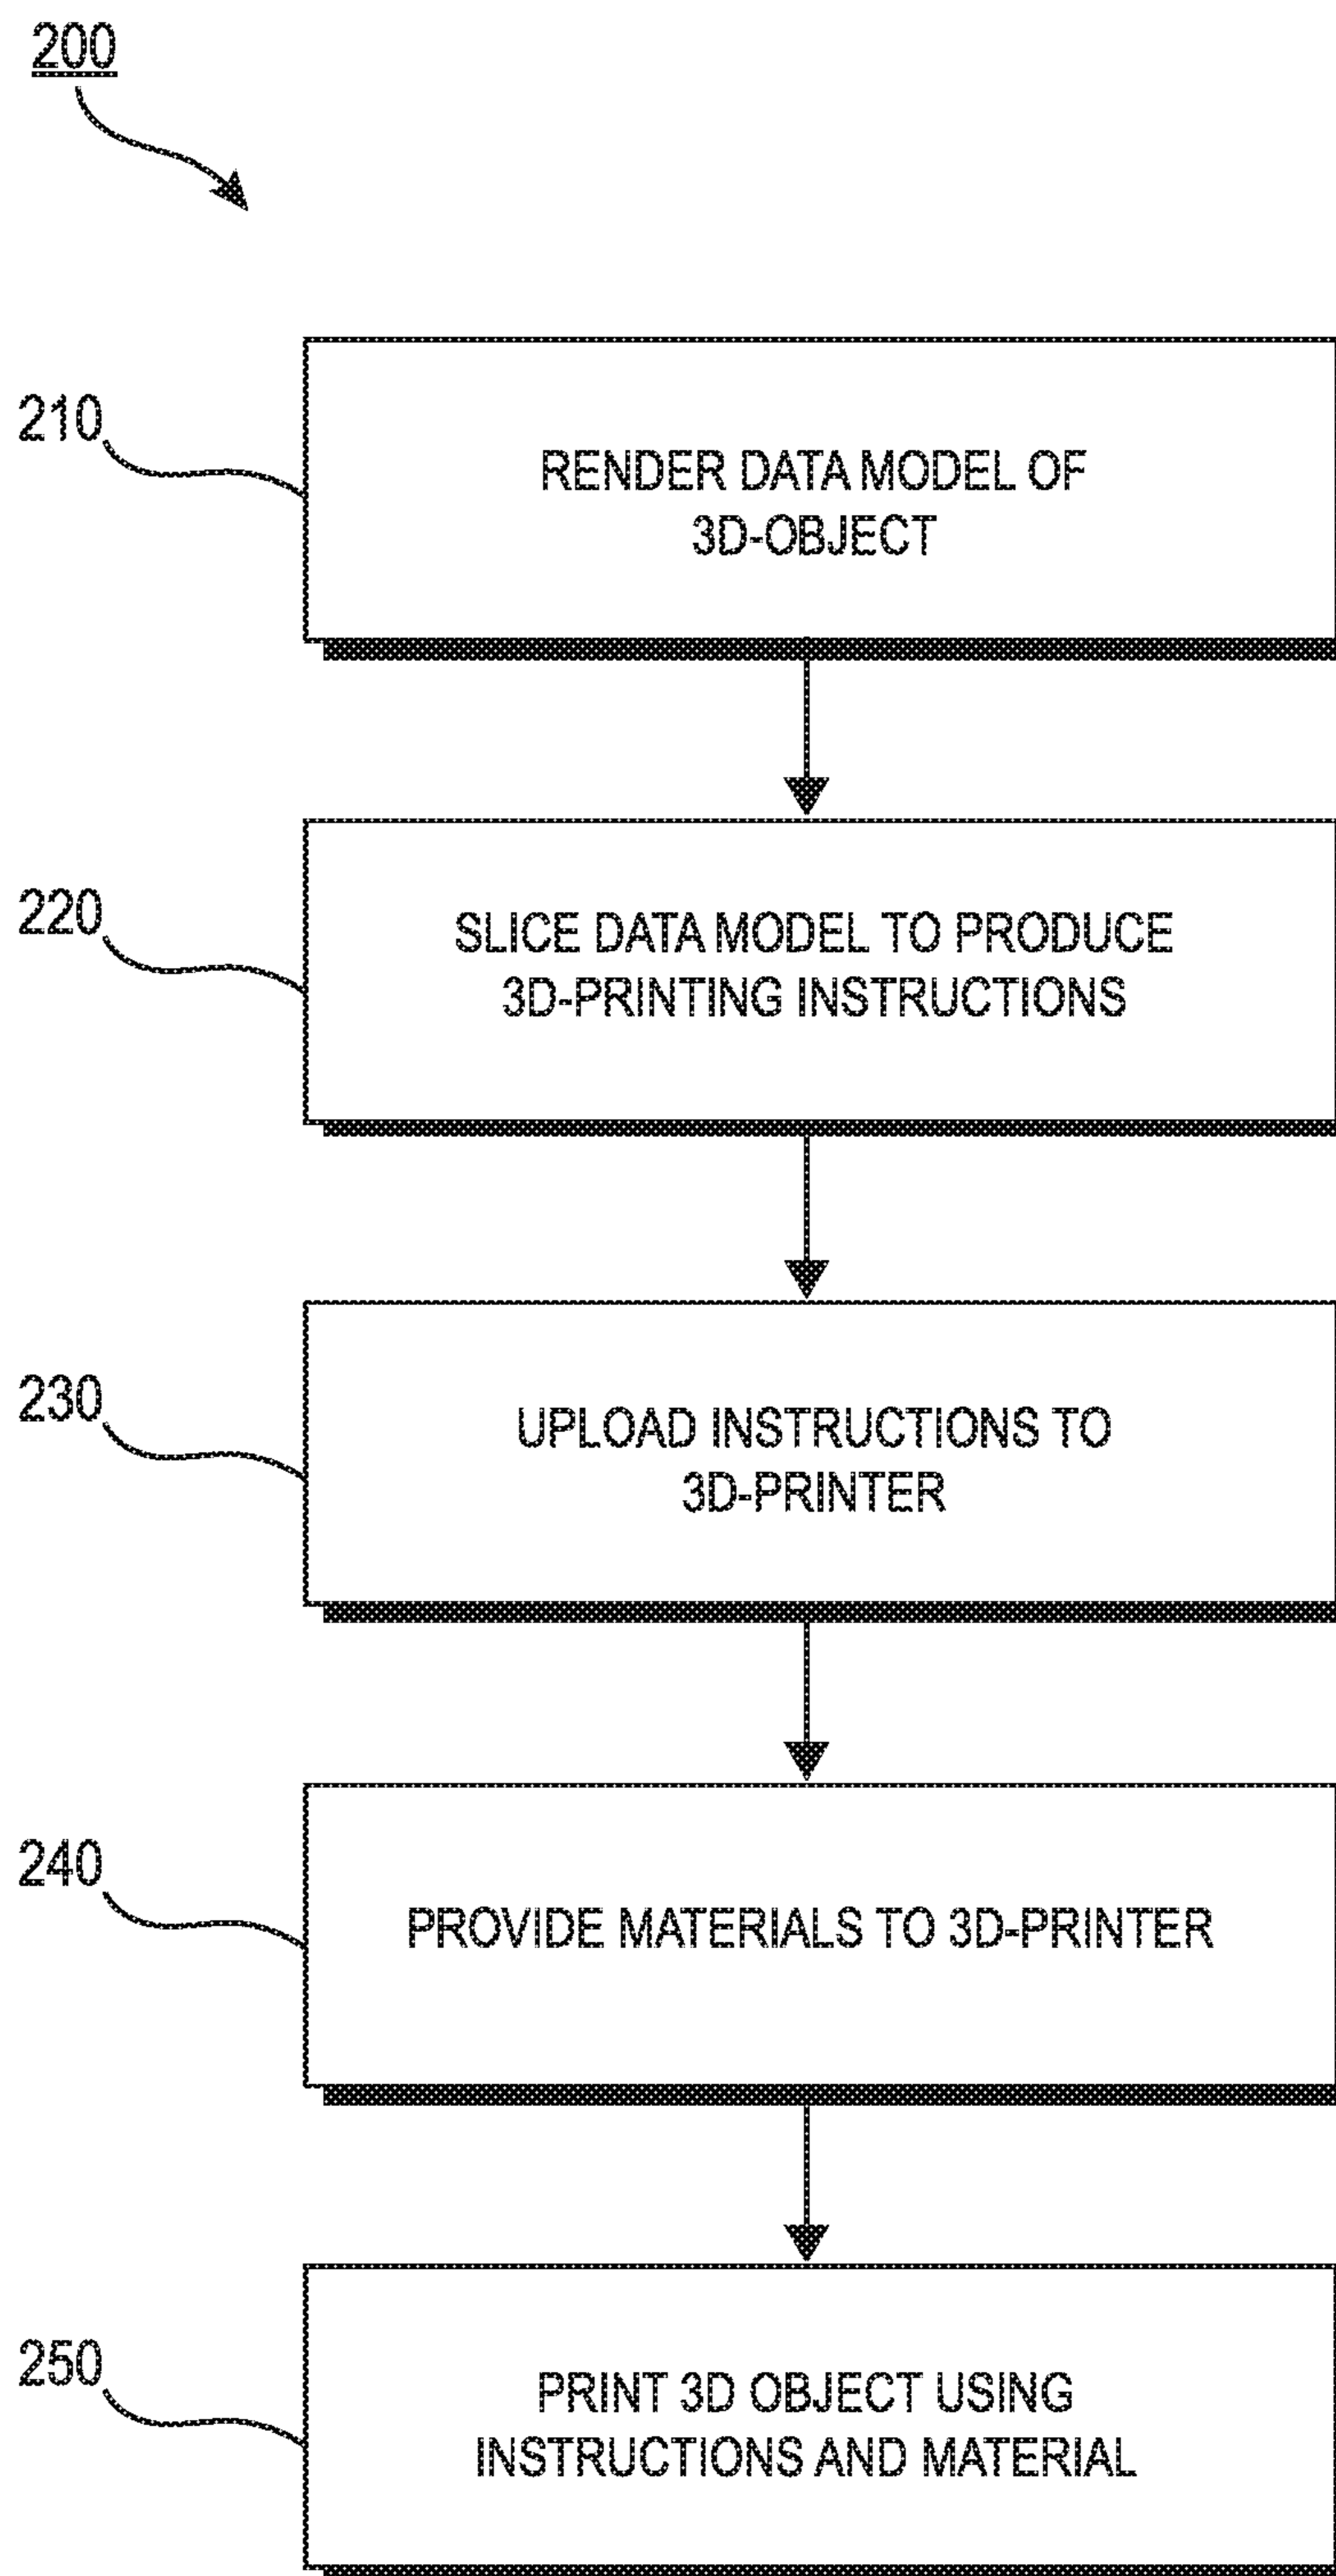 200
210
RENDER DATA MODEL OF
3D-OBJECT
220
SLICE DATA MODEL TO PRODUCE
3D-PRINTING INSTRUCTIONS
230
UPLOAD INSTRUCTIONS TO
3D-PRINTER
240
PROVIDE MATERIALS TO 3D-PRINTER
250
PRINT 3D OBJECT USING
INSTRUCTIONS AND MATERIAL